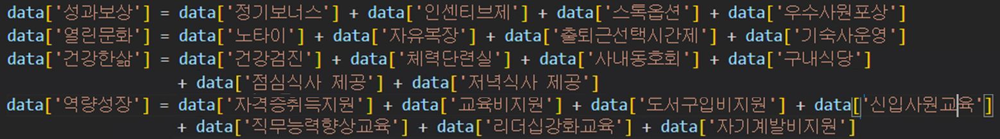 data['성과보상'] = data['정기보너스'] + data['인센티브제'] + data['스톡옵션'] + data['우수사원포상']
data['열린문화'] = data['노타이'] + data['자유복장'] + data['출퇴근선택시간제'] + data['기숙사운영']
data['건강한삶'] = data['건강검진'] + data['체력단련실'] + data['사내동호회'] + data['구내식당']
+ data['점심식사 제공'] + data['저녁식사 제공']
data['역량성장'] = data['자격증취득지원'] + data['교육비지원'] + data['도서구입비지원'] + data['신입사원교육']
+ data['직무능력향상교육'] + data['리더십강화교육'] + data['자기계발비지원']